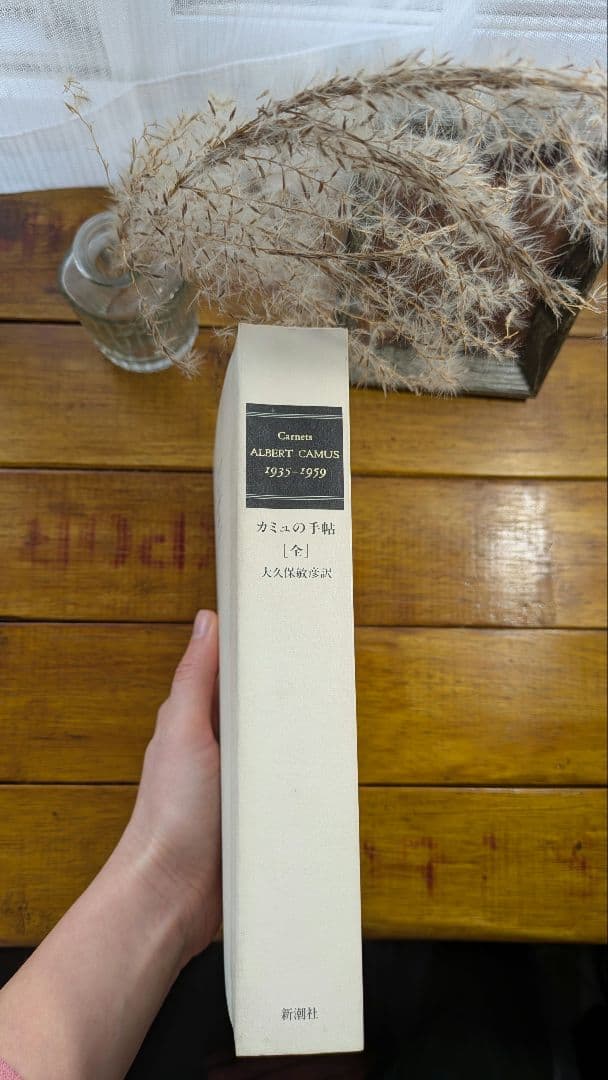 Carnets
ALBERT CAMUS
1935–1959
カミュの手帖
[全]
大久保敏彦訳
新潮社